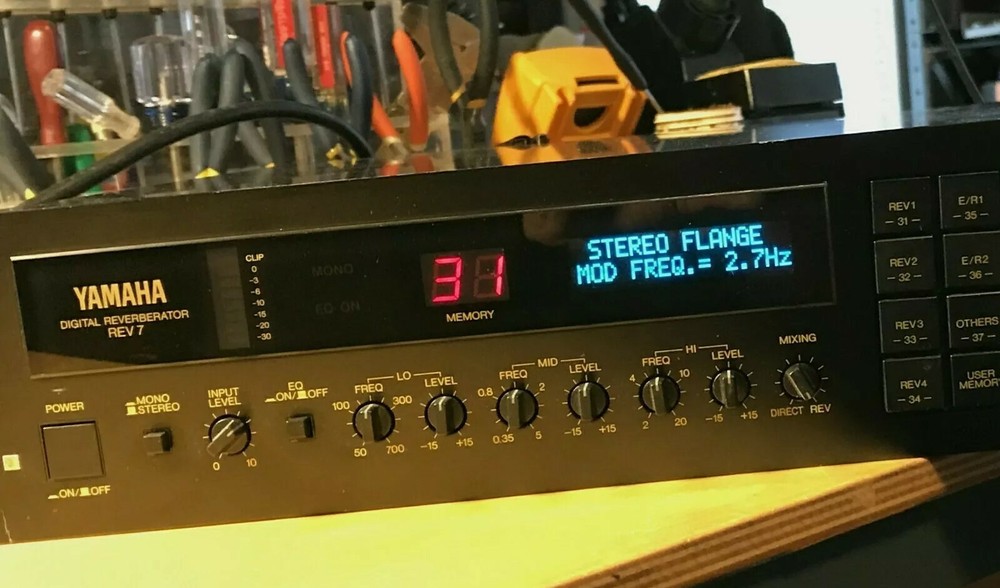 YAMAHA
DIGITAL REVERBERATOR
REV 7
CLIP
0
-3
-6
-10
-15
-20
-30
MONO
EQ ON
31
MEMORY
STEREO FLANGE
MOD FREQ.= 2.7Hz
REV1
-31-
E/R1
-35-
REV2
-32-
E/R2
-36-
REV3
-33-
OTHERS
-37-
REV4
-34-
USER
MEMORY
POWER
ON/OFF
MONO
STEREO
INPUT
LEVEL
0 10
EQ
ON/OFF
LO
FREQ
LEVEL
100 300
50 700
-15 +15
MID
FREQ
LEVEL
0.8 2
0.35 5
-15 +15
HI
FREQ
LEVEL
4 10
2 20
-15 +15
MIXING
DIRECT REV